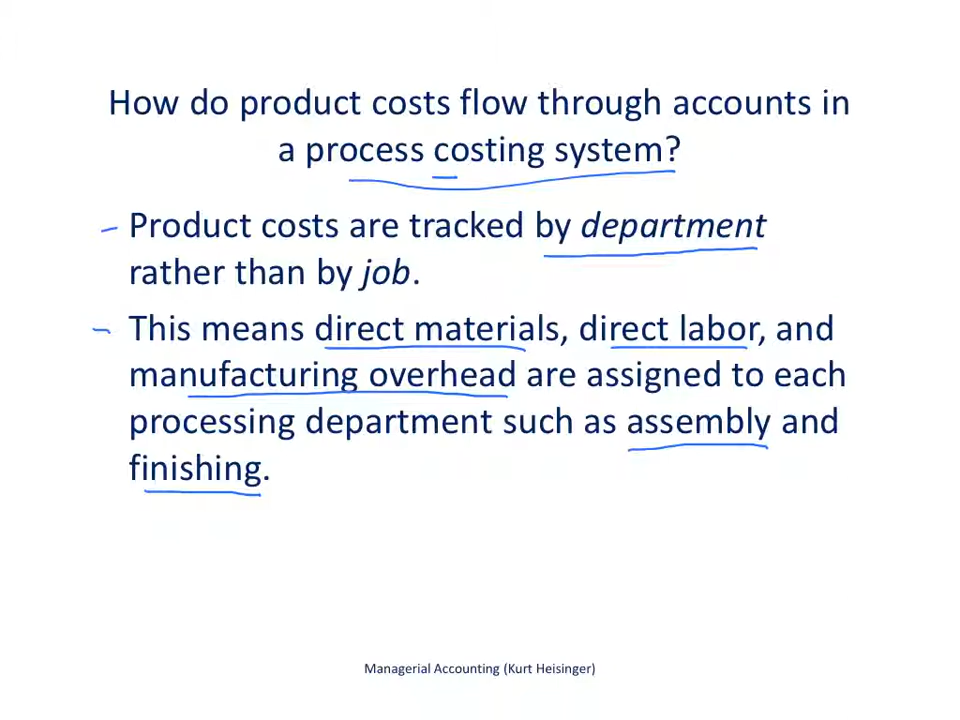 How do product costs flow through accounts in
a process costing system?
Product costs are tracked by department
rather than by job.
This means direct materials, direct labor, and
manufacturing overhead are assigned to each
processing department such as assembly and
finishing.
Managerial Accounting (Kurt Heisinger)